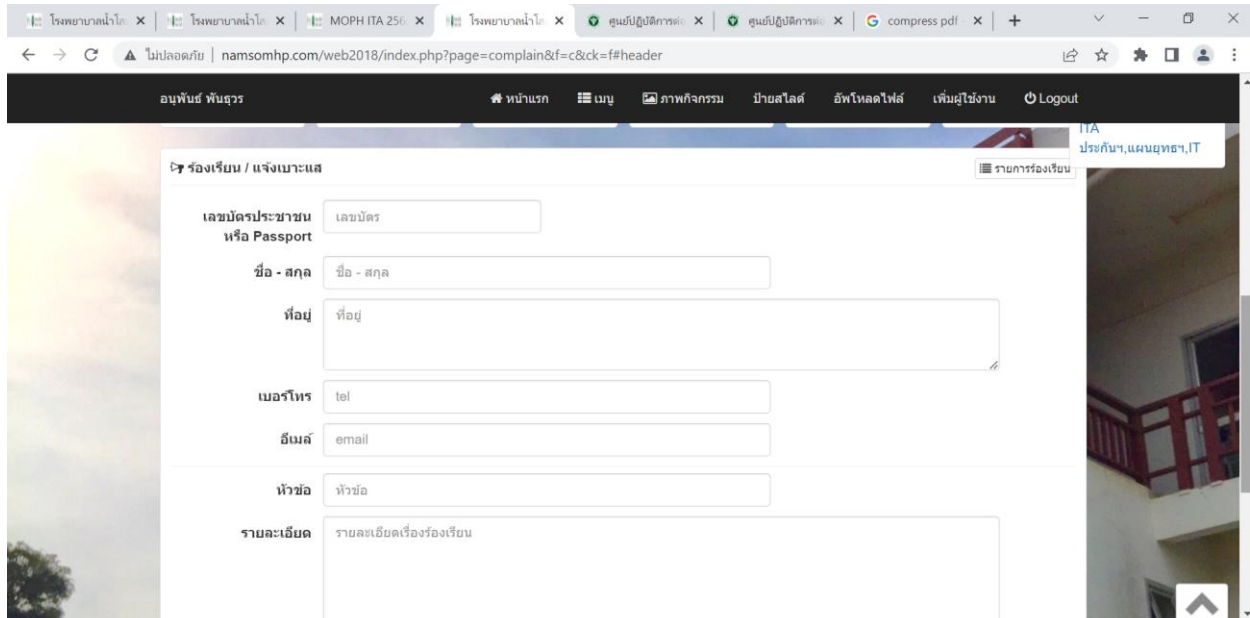 โรงพยาบาลน้ำโส
โรงพยาบาลน้ำโส
MOPH ITA 256
โรงพยาบาลน้ำโส
ศูนย์ปฏิบัติการต่อ
ศูนย์ปฏิบัติการต่อ
compress pdf
ไม่ปลอดภัย | namsomhp.com/web2018/index.php?page=complain&f=c&ck=f#header
อนุพันธ์ พันธุวร หน้าแรก เมนู ภาพกิจกรรม ป้ายสไลด์ อัพโหลดไฟล์ เพิ่มผู้ใช้งาน Logout
ITA
ประกันฯ,แผนยุทธฯ,IT
ร้องเรียน / แจ้งเบาะแส รายการร้องเรียน
เลขบัตรประชาชน เลขบัตร
หรือ Passport
ชื่อ - สกุล ชื่อ - สกุล
ที่อยู่ ที่อยู่
เบอร์โทร tel
อีเมล์ email
หัวข้อ หัวข้อ
รายละเอียด รายละเอียดเรื่องร้องเรียน